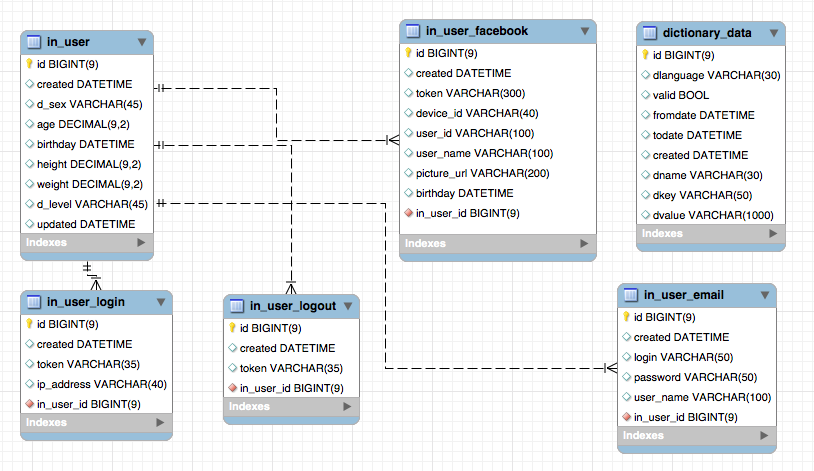 in_user
id BIGINT(9)
created DATETIME
d_sex VARCHAR(45)
age DECIMAL(9,2)
birthday DATETIME
height DECIMAL(9,2)
weight DECIMAL(9,2)
d_level VARCHAR(45)
updated DATETIME
Indexes
in_user_facebook
id BIGINT(9)
created DATETIME
token VARCHAR(300)
device_id VARCHAR(40)
user_id VARCHAR(100)
user_name VARCHAR(100)
picture_url VARCHAR(200)
birthday DATETIME
in_user_id BIGINT(9)
Indexes
dictionary_data
id BIGINT(9)
dlanguage VARCHAR(30)
valid BOOL
fromdate DATETIME
todate DATETIME
created DATETIME
dname VARCHAR(30)
dkey VARCHAR(50)
dvalue VARCHAR(1000)
Indexes
in_user_login
id BIGINT(9)
created DATETIME
token VARCHAR(35)
ip_address VARCHAR(40)
in_user_id BIGINT(9)
Indexes
in_user_logout
id BIGINT(9)
created DATETIME
token VARCHAR(35)
in_user_id BIGINT(9)
Indexes
in_user_email
id BIGINT(9)
created DATETIME
login VARCHAR(50)
password VARCHAR(50)
user_name VARCHAR(100)
in_user_id BIGINT(9)
Indexes